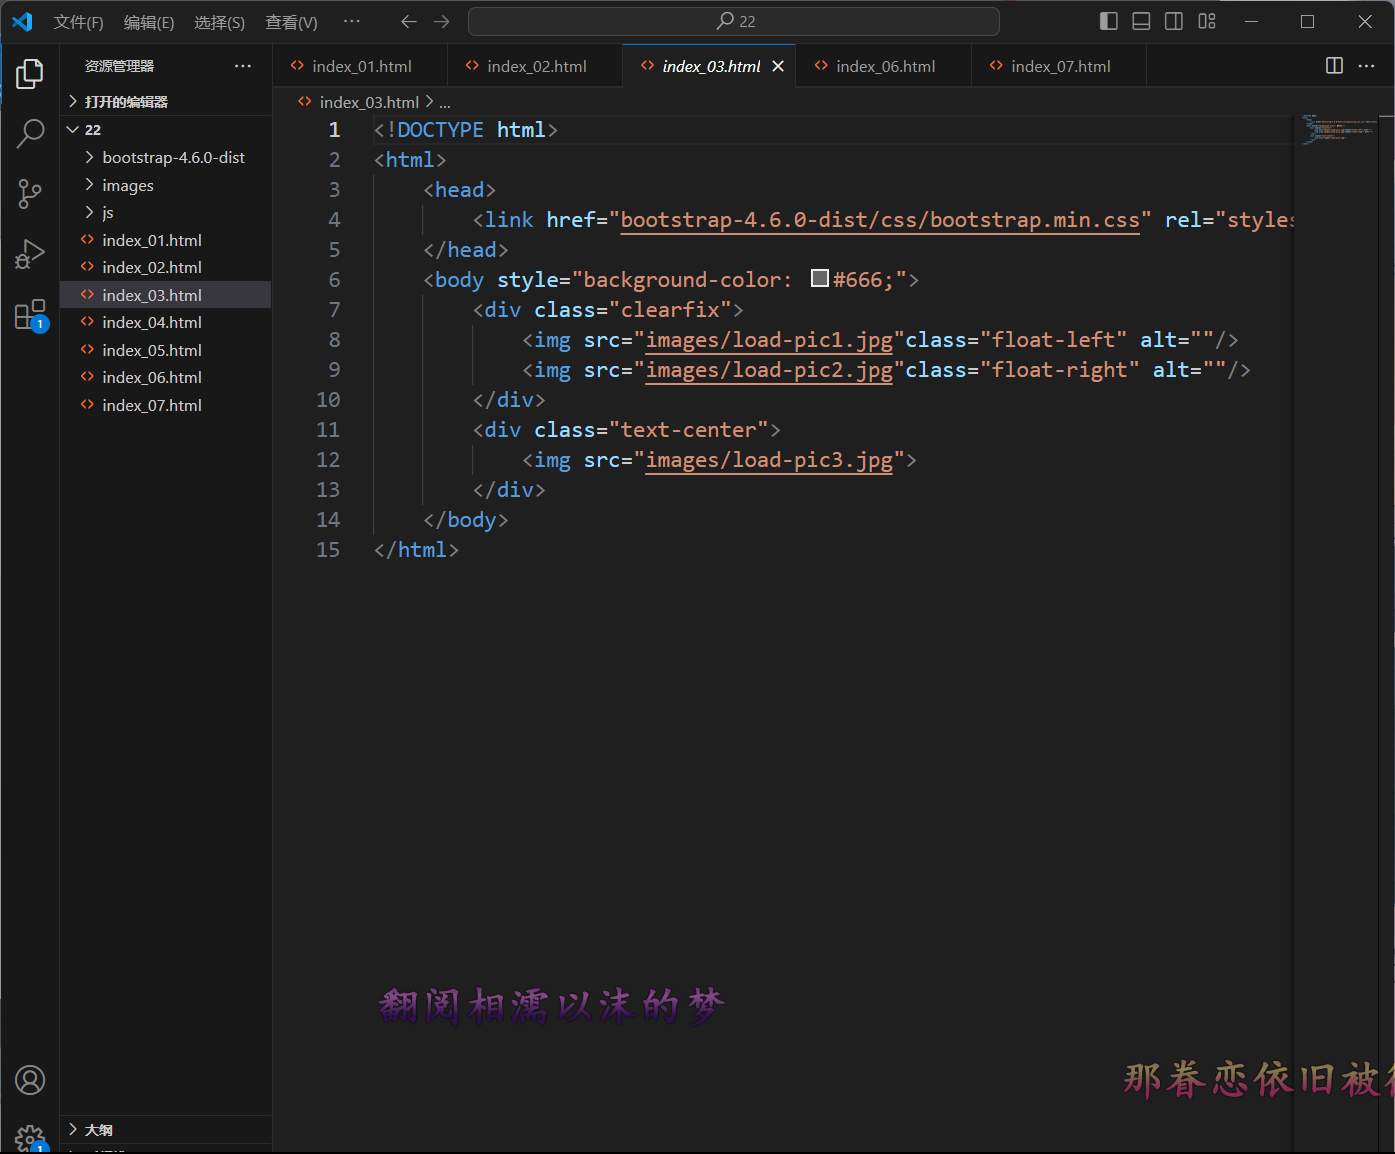 文件(F) 编辑(E) 选择(S) 查看(V) ··· 22
资源管理器 ···
打开的编辑器
22
bootstrap-4.6.0-dist
images
js
index_01.html
index_02.html
index_03.html
index_04.html
index_05.html
index_06.html
index_07.html
大纲
1
1
index_01.html index_02.html index_03.html index_06.html index_07.html
index_03.html > ...
1 <!DOCTYPE html>
2 <html>
3 <head>
4 <link href="bootstrap-4.6.0-dist/css/bootstrap.min.css" rel="styles
5 </head>
6 <body style="background-color: #666;">
7 <div class="clearfix">
8 <img src="images/load-pic1.jpg"class="float-left" alt=""/>
9 <img src="images/load-pic2.jpg"class="float-right" alt=""/>
10 </div>
11 <div class="text-center">
12 <img src="images/load-pic3.jpg">
13 </div>
14 </body>
15 </html>
翻阅相濡以沫的梦
那眷恋依旧被